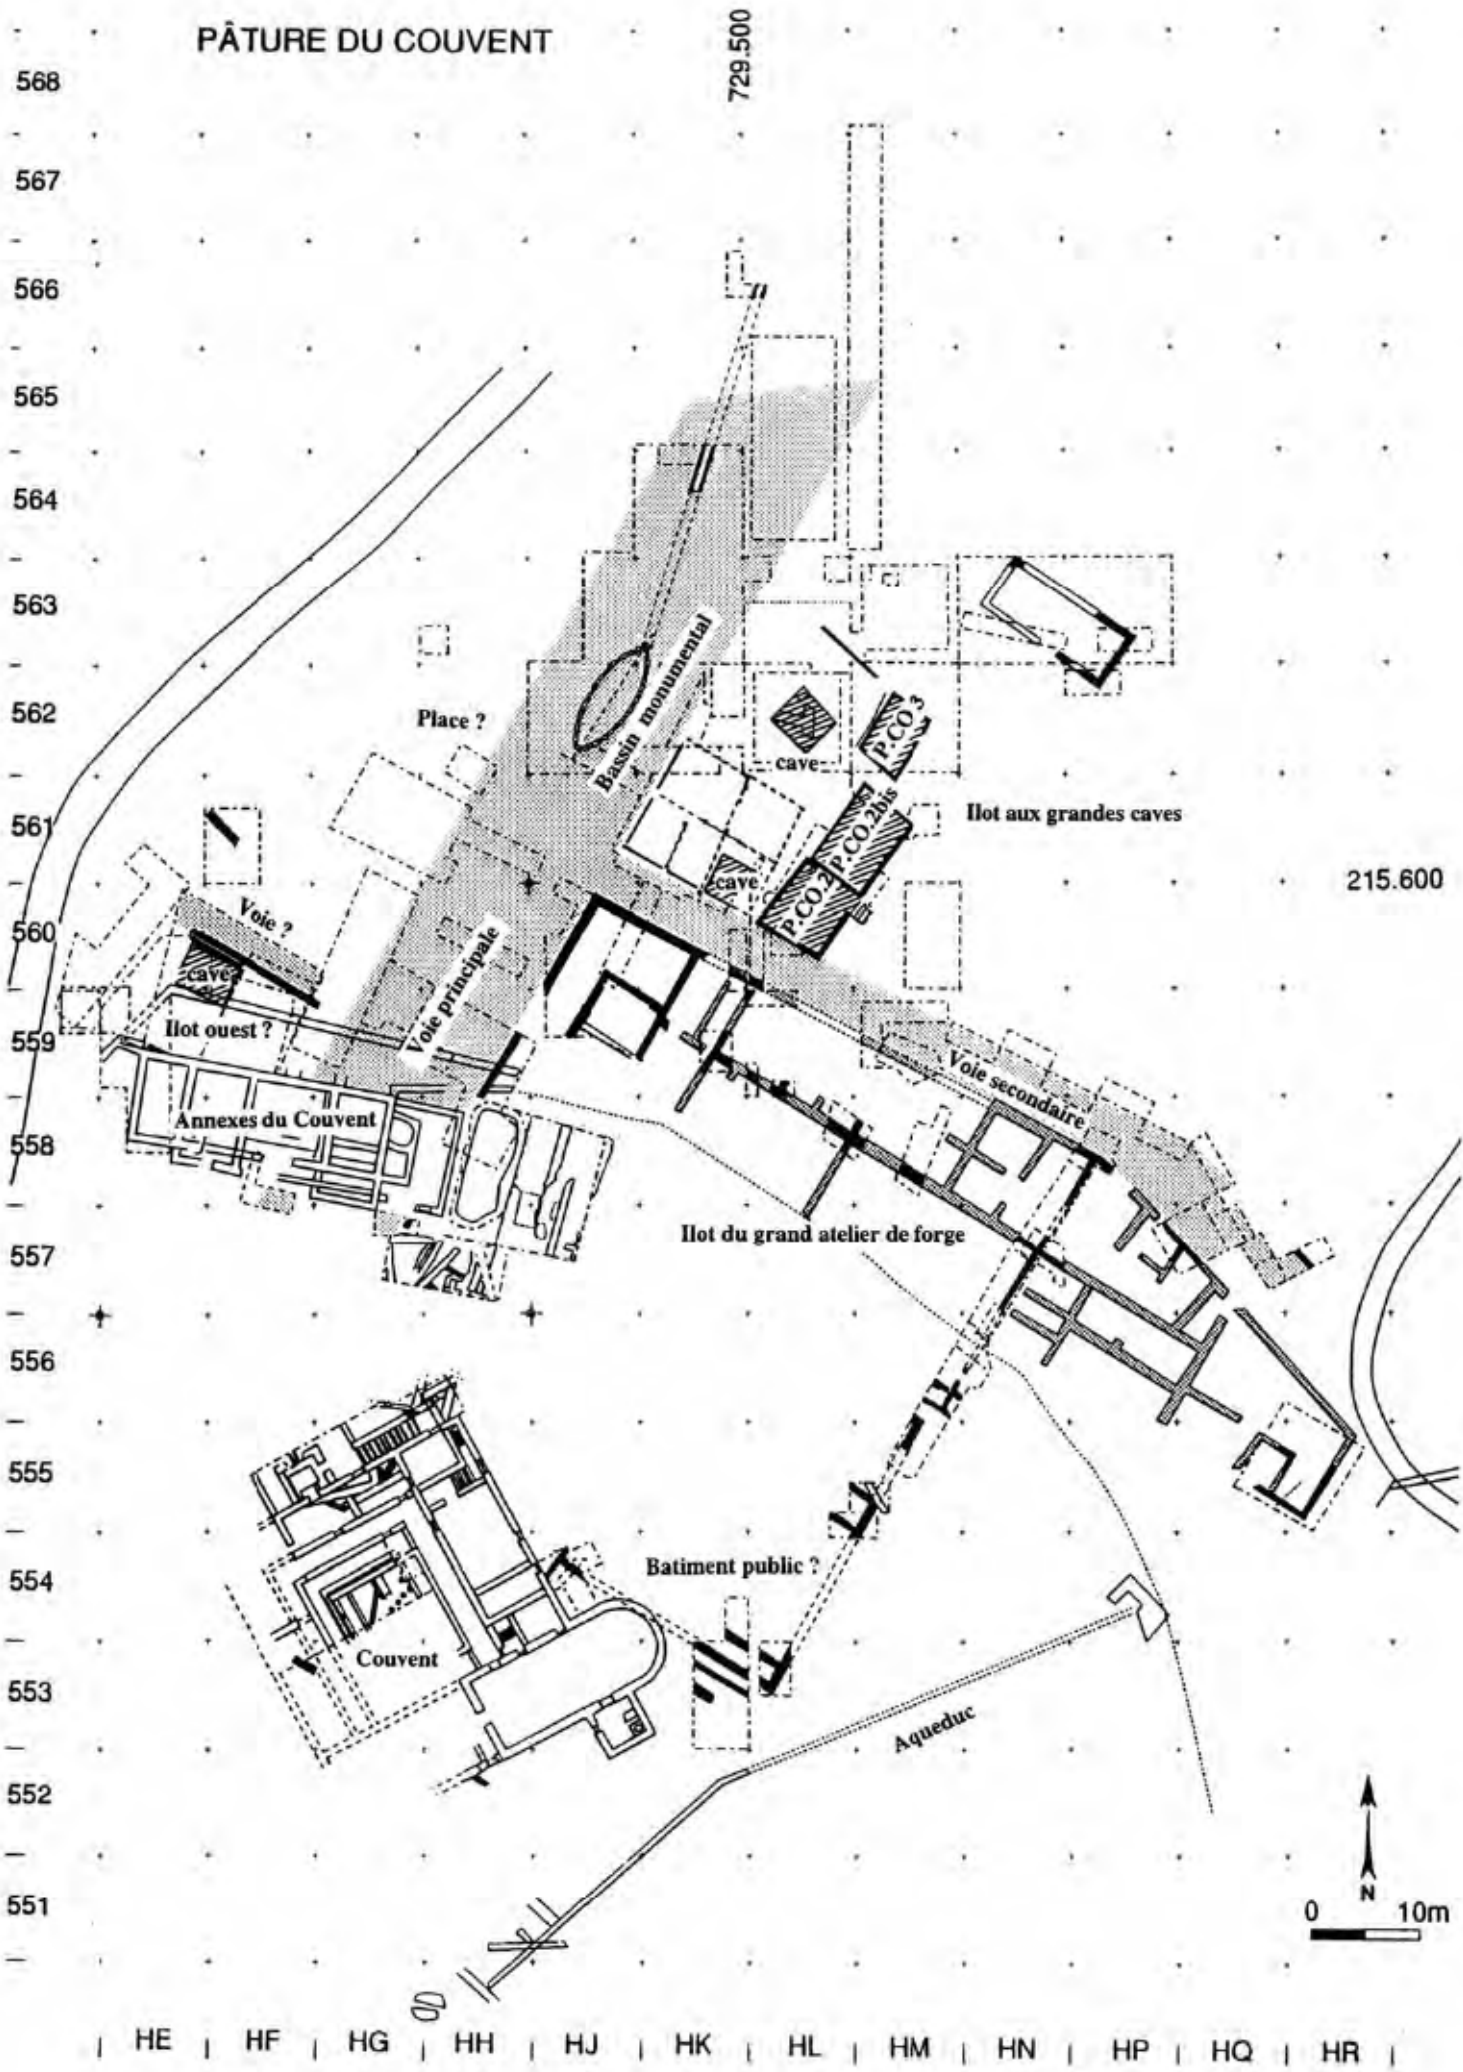 PÂTURE DU COUVENT
729.500
568
567
566
565
564
563
Bassin monumental
562
Place ?
P.CO.3
cave
561
P.CO.2bis
Ilot aux grandes caves
cave
215.600
P.CO.2
Voie ?
560
cave
Voie principale
Ilot ouest ?
559
Voie secondaire
Annexes du Couvent
558
Ilot du grand atelier de forge
557
556
555
554
Batiment public ?
Couvent
553
Aqueduc
552
N
551
0 10m
HE HF HG HH HJ HK HL HM HN HP HQ HR